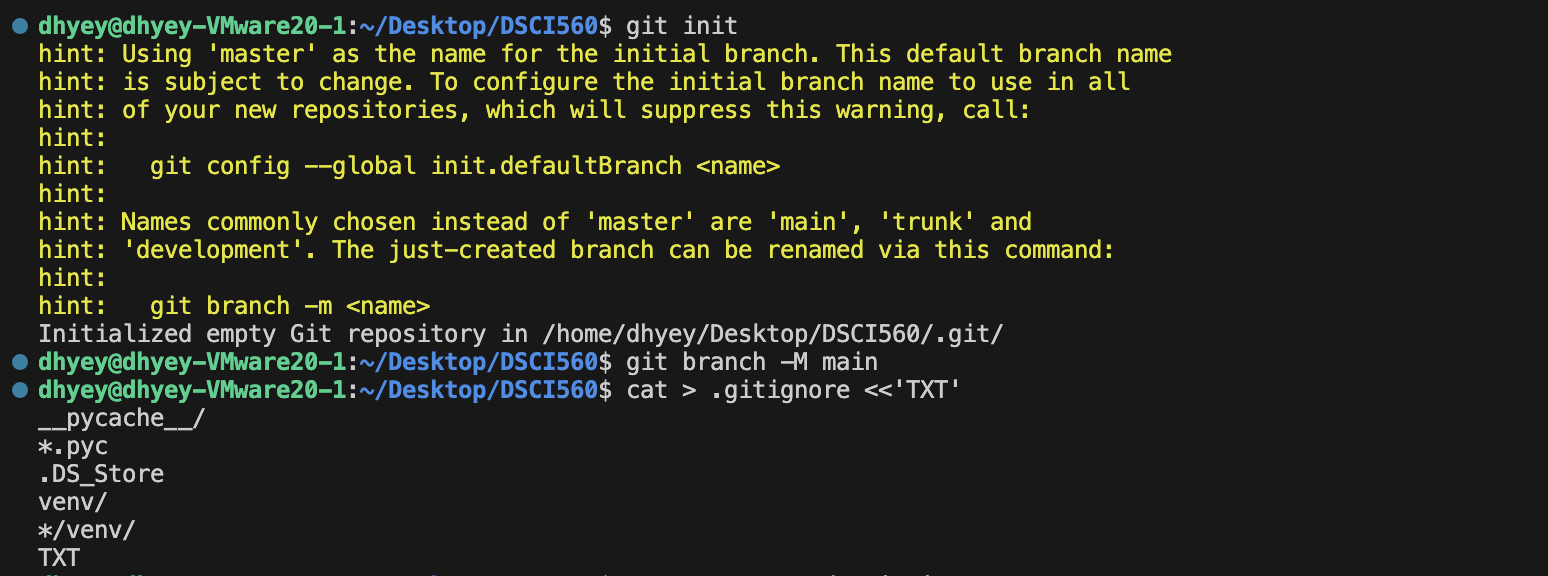 dhyey@dhyey-VMware20-1:~/Desktop/DSCI560$ git init
hint: Using 'master' as the name for the initial branch. This default branch name
hint: is subject to change. To configure the initial branch name to use in all
hint: of your new repositories, which will suppress this warning, call:
hint:
hint:   git config --global init.defaultBranch <name>
hint:
hint: Names commonly chosen instead of 'master' are 'main', 'trunk' and
hint: 'development'. The just-created branch can be renamed via this command:
hint:
hint:   git branch -m <name>
Initialized empty Git repository in /home/dhyey/Desktop/DSCI560/.git/
dhyey@dhyey-VMware20-1:~/Desktop/DSCI560$ git branch -M main
dhyey@dhyey-VMware20-1:~/Desktop/DSCI560$ cat > .gitignore <<'TXT'
__pycache__/
*.pyc
.DS_Store
venv/
*/venv/
TXT